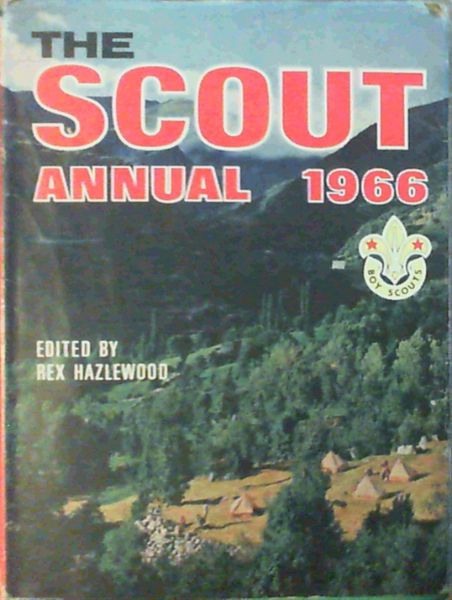 THE
SCOUT
ANNUAL 1966
BOY SCOUTS
EDITED BY
REX HAZLEWOOD